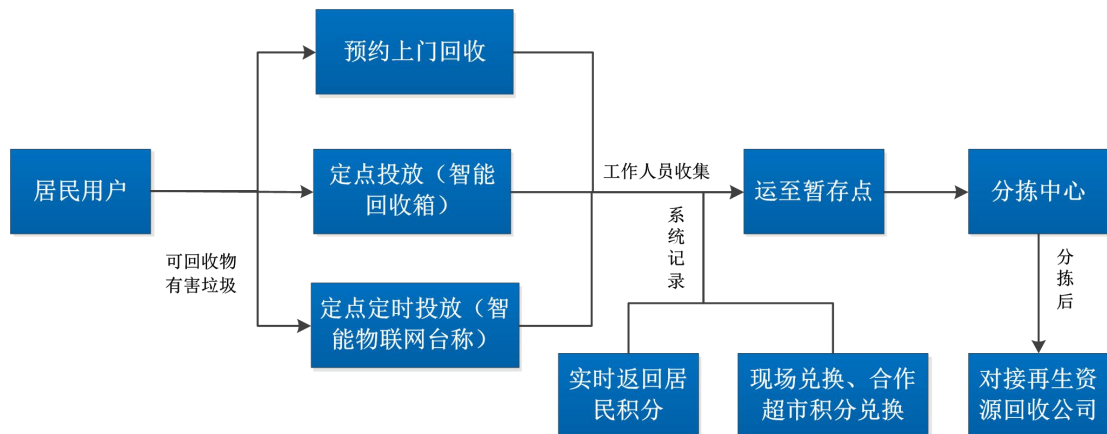 预约上门回收
居民用户
定点投放（智能
回收箱）
工作人员收集
运至暂存点
分拣中心
可回收物
有害垃圾
系
统
记
录
分
拣
后
定点定时投放（智
能物联网台称）
实时返回居
民积分
现场兑换、合作
超市积分兑换
对接再生资
源回收公司